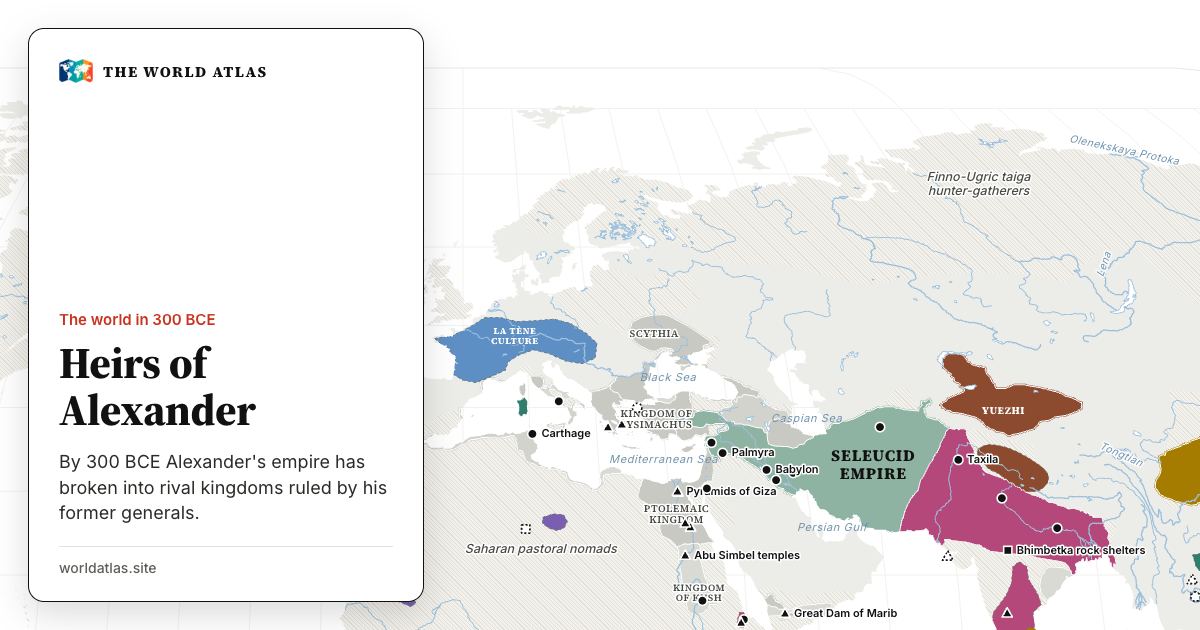 THE WORLD ATLAS
The world in 300 BCE
Heirs of
Alexander
By 300 BCE Alexander's empire has
broken into rival kingdoms ruled by his
former generals.
worldatlas.site
Olenekskaya Protoka
Finno-Ugric taiga
hunter-gatherers
Lena
LA TÈNE
CULTURE
SCYTHIA
Black Sea
YUEZHI
KINGDOM OF
LYSIMACHUS
Caspian Sea
Carthage
Palmyra
Mediterranean Sea
SELEUCID
EMPIRE
Taxila
Tongtian
Babylon
Pyramids of Giza
PTOLEMAIC
KINGDOM
Persian Gulf
Saharan pastoral nomads
Abu Simbel temples
Bhimbetka rock shelters
KINGDOM
OF KUSH
Great Dam of Marib